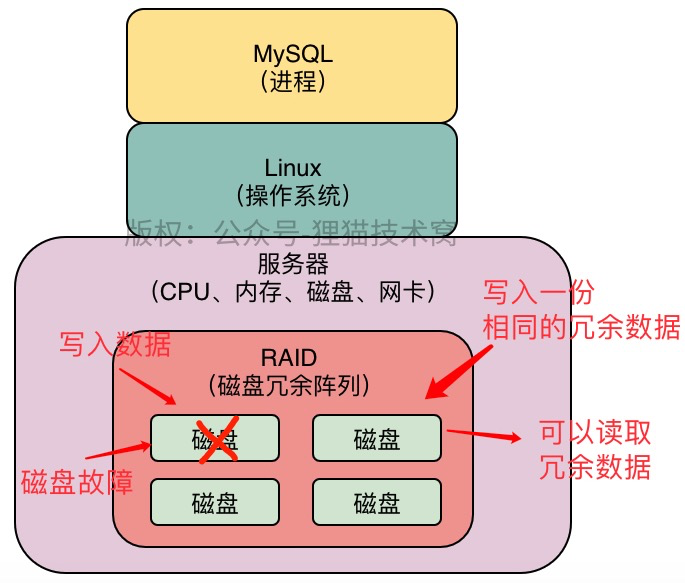 MySQL
（进程）
Linux
（操作系统）
版权：公众号-狸猫技术窝
服务器
（CPU、内存、磁盘、网卡）
写入一份
相同的冗余数据
写入数据
RAID
（磁盘冗余阵列）
磁盘
磁盘
可以读取
冗余数据
磁盘故障
磁盘
磁盘